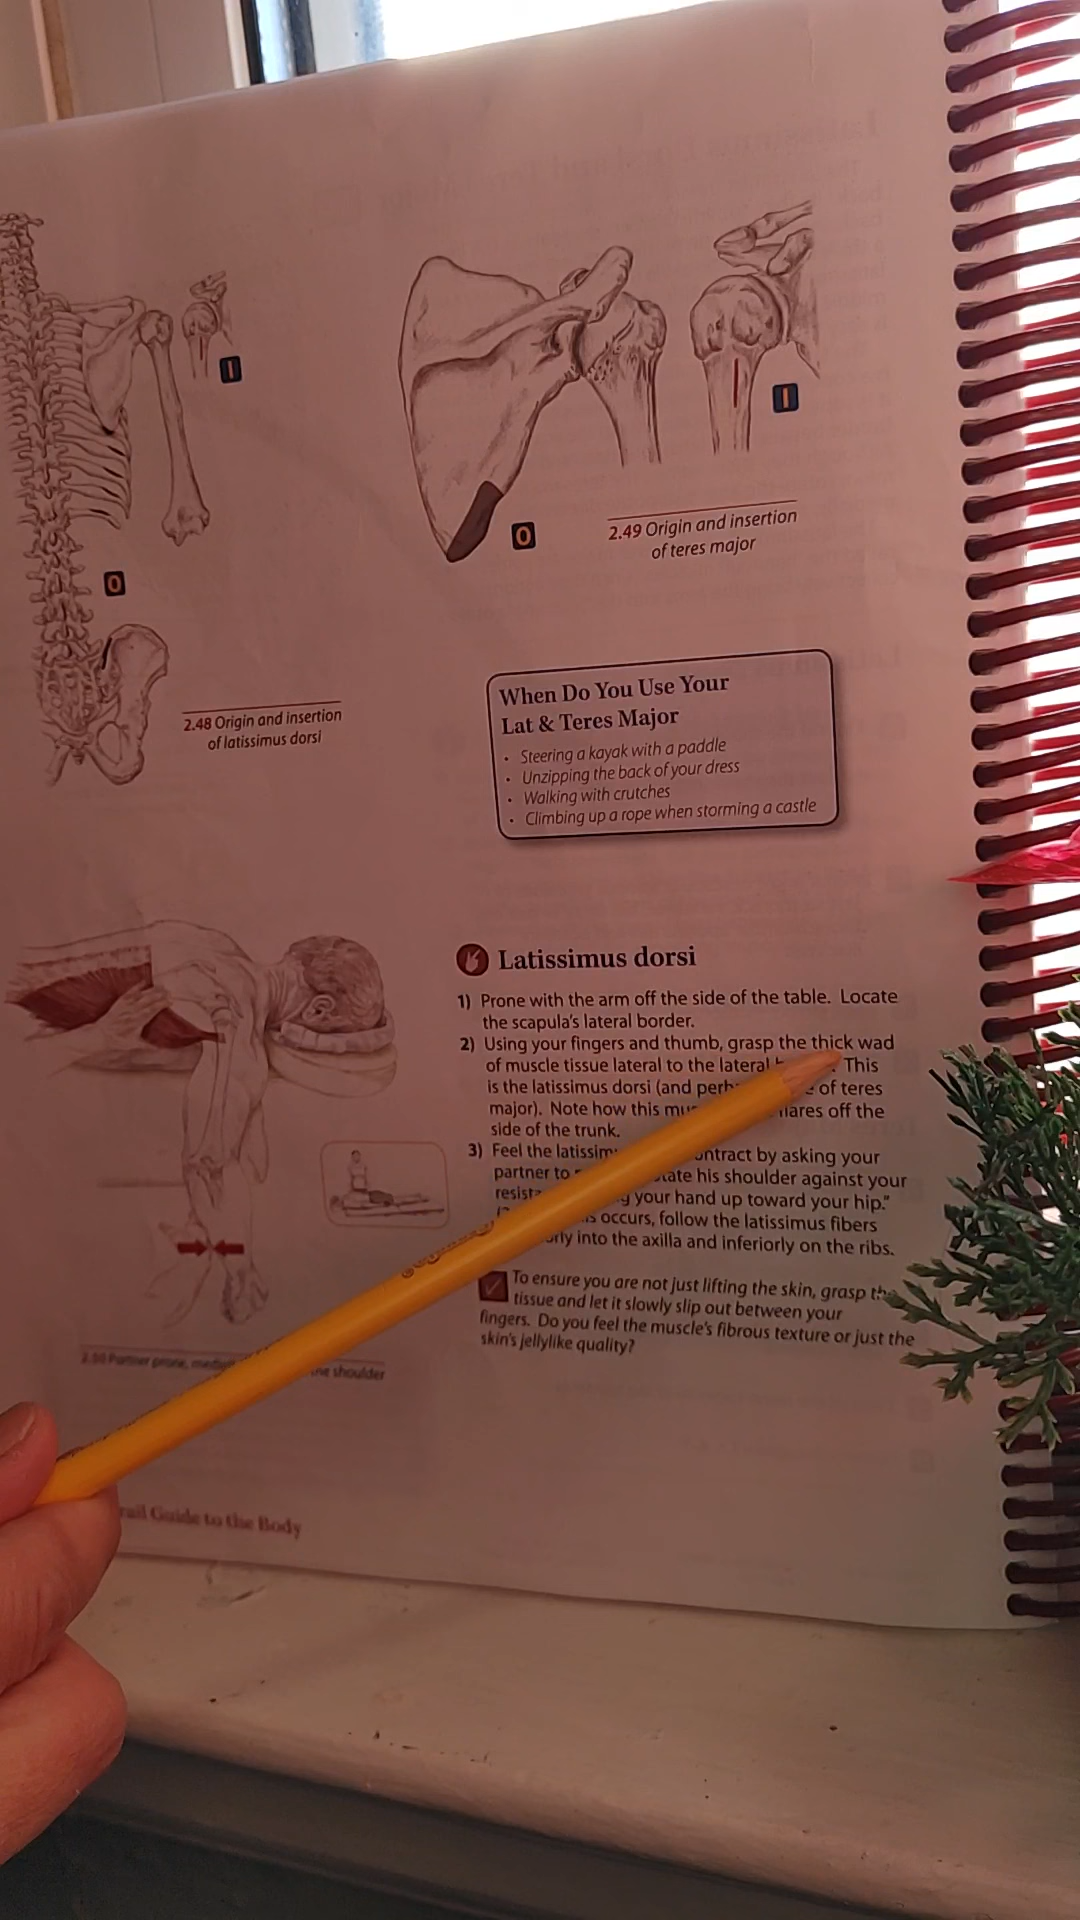 I
I
O
2.49 Origin and insertion
of teres major
O
2.48 Origin and insertion
of latissimus dorsi
When Do You Use Your
Lat & Teres Major
• Steering a kayak with a paddle
• Unzipping the back of your dress
• Walking with crutches
• Climbing up a rope when storming a castle
Latissimus dorsi
1) Prone with the arm off the side of the table. Locate
the scapula's lateral border.
2) Using your fingers and thumb, grasp the thick wad
of muscle tissue lateral to the lateral This
is the latissimus dorsi (and of teres
major). Note how this flares off the
side of the trunk.
3) Feel the contract by asking your
partner to his shoulder against your
your hand up toward your hip."
occurs, follow the latissimus fibers
into the axilla and inferiorly on the ribs.
To ensure you are not just lifting the skin, grasp the
tissue and let it slowly slip out between your
fingers. Do you feel the muscle's fibrous texture or just the
skin's jellylike quality?
2.50 Partner prone, shoulder
Guide to the Body